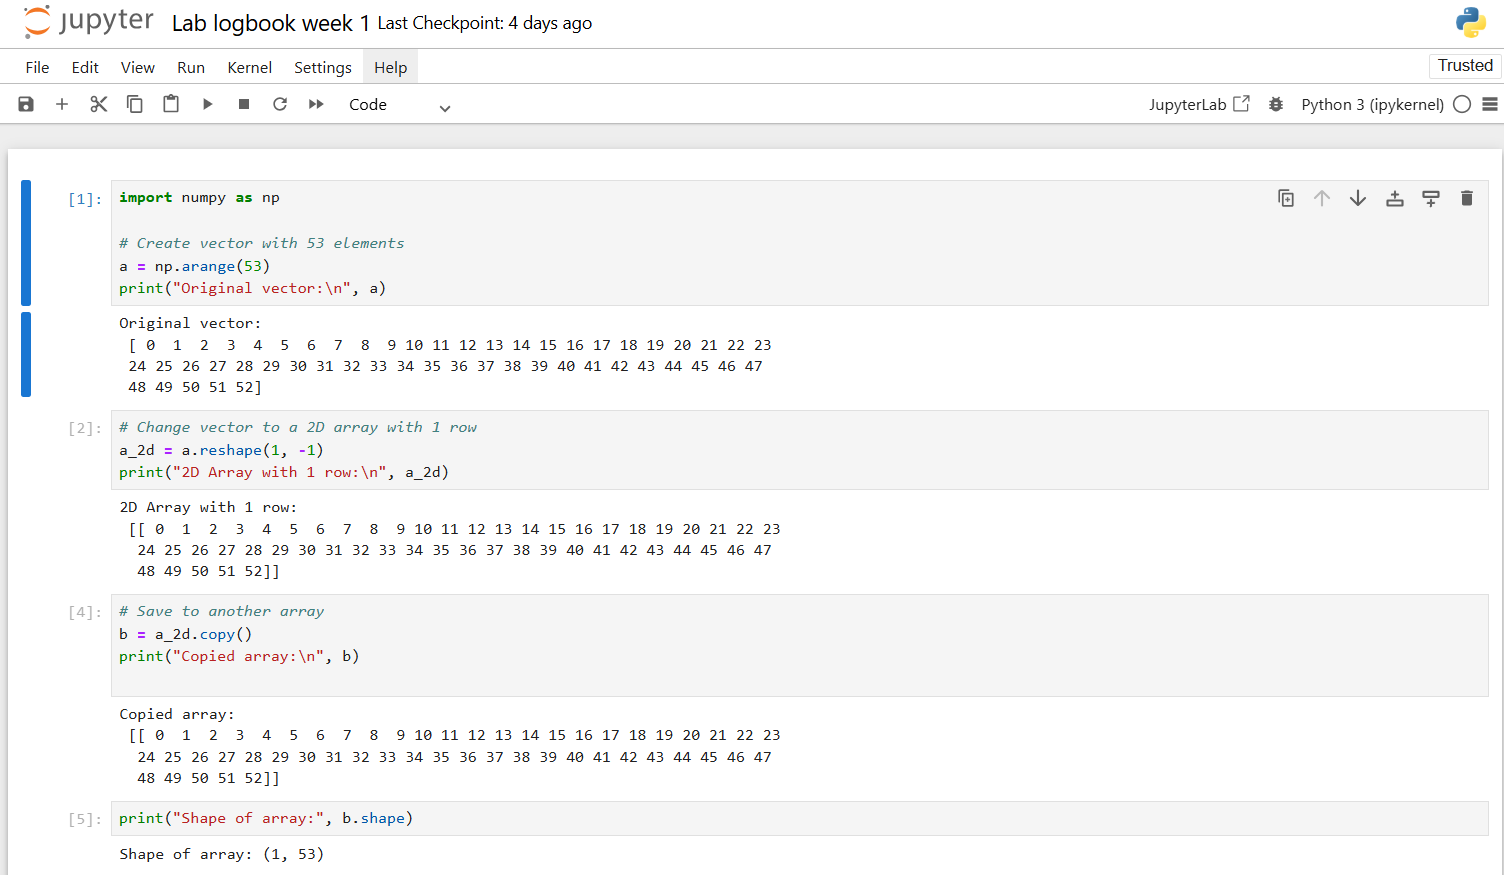 jupyter Lab logbook week 1 Last Checkpoint: 4 days ago
File Edit View Run Kernel Settings Help Trusted
Code JupyterLab Python 3 (ipykernel)
[1]: import numpy as np
# Create vector with 53 elements
a = np.arange(53)
print("Original vector:\n", a)
Original vector:
[ 0 1 2 3 4 5 6 7 8 9 10 11 12 13 14 15 16 17 18 19 20 21 22 23
24 25 26 27 28 29 30 31 32 33 34 35 36 37 38 39 40 41 42 43 44 45 46 47
48 49 50 51 52]
[2]: # Change vector to a 2D array with 1 row
a_2d = a.reshape(1, -1)
print("2D Array with 1 row:\n", a_2d)
2D Array with 1 row:
[[ 0 1 2 3 4 5 6 7 8 9 10 11 12 13 14 15 16 17 18 19 20 21 22 23
24 25 26 27 28 29 30 31 32 33 34 35 36 37 38 39 40 41 42 43 44 45 46 47
48 49 50 51 52]]
[4]: # Save to another array
b = a_2d.copy()
print("Copied array:\n", b)
Copied array:
[[ 0 1 2 3 4 5 6 7 8 9 10 11 12 13 14 15 16 17 18 19 20 21 22 23
24 25 26 27 28 29 30 31 32 33 34 35 36 37 38 39 40 41 42 43 44 45 46 47
48 49 50 51 52]]
[5]: print("Shape of array:", b.shape)
Shape of array: (1, 53)